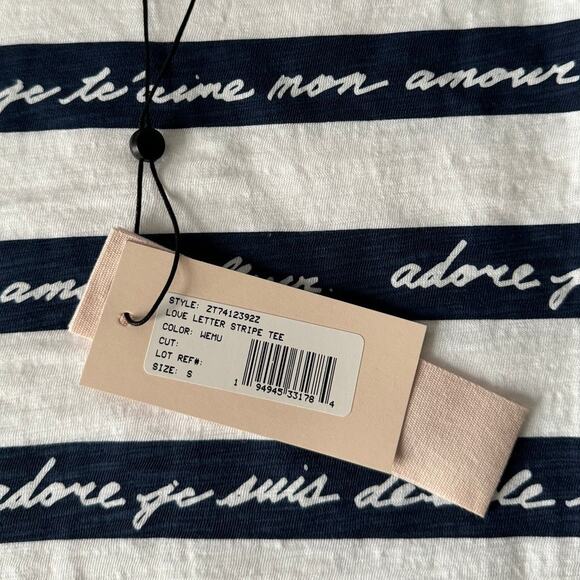 je te'aime mon amour
adore je
STYLE: ZT7412392Z
LOVE LETTER STRIPE TEE
COLOR: WEMU
CUT:
LOT REF#:
SIZE: S
1 94945 33178 4
adore je suis